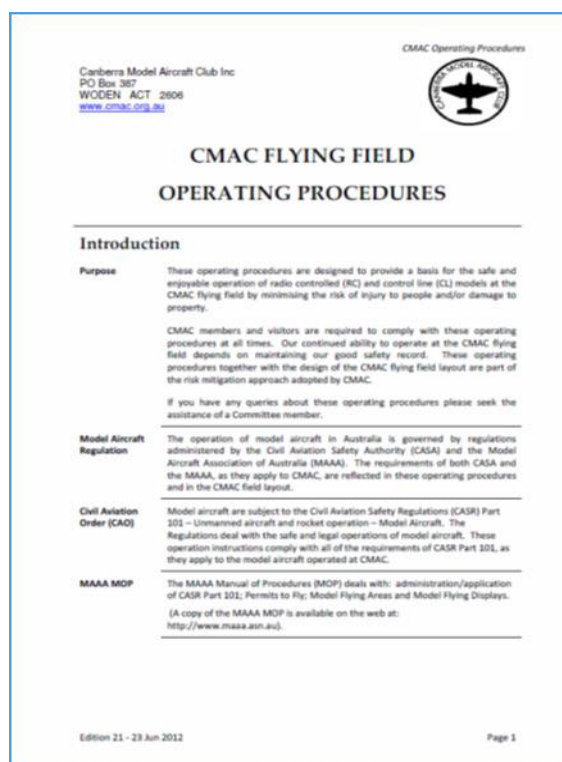 CMAC Operating Procedures
Canberra Model Aircraft Club Inc
PO Box 387
WODEN ACT 2606
www.cmac.org.au
CANBERRA MODEL AIRCRAFT CLUB
CMAC FLYING FIELD
OPERATING PROCEDURES
Introduction
Purpose
These operating procedures are designed to provide a basis for the safe and
enjoyable operation of radio controlled (RC) and control line (CL) models at the
CMAC flying field by minimising the risk of injury to people and/or damage to
property.
CMAC members and visitors are required to comply with these operating
procedures at all times. Our continued ability to operate at the CMAC flying
field depends on maintaining our good safety record. These operating
procedures together with the design of the CMAC flying field layout are part of
the risk mitigation approach adopted by CMAC.
If you have any queries about these operating procedures please seek the
assistance of a Committee member.
Model Aircraft
Regulation
The operation of model aircraft in Australia is governed by regulations
administered by the Civil Aviation Safety Authority (CASA) and the Model
Aircraft Association of Australia (MAAA). The requirements of both CASA and
the MAAA, as they apply to CMAC, are reflected in these operating procedures
and in the CMAC field layout.
Civil Aviation
Order (CAO)
Model aircraft are subject to the Civil Aviation Safety Regulations (CASR) Part
101 – Unmanned aircraft and rocket operation – Model Aircraft. The
Regulations deal with the safe and legal operations of model aircraft. These
operation instructions comply with all of the requirements of CASR Part 101, as
they apply to the model aircraft operated at CMAC.
MAAA MOP
The MAAA Manual of Procedures (MOP) deals with: administration/application
of CASR Part 101; Permits to Fly; Model Flying Areas and Model Flying Displays.
(A copy of the MAAA MOP is available on the web at:
http://www.maaa.asn.au).
Edition 21 - 23 Jun 2012
Page 1